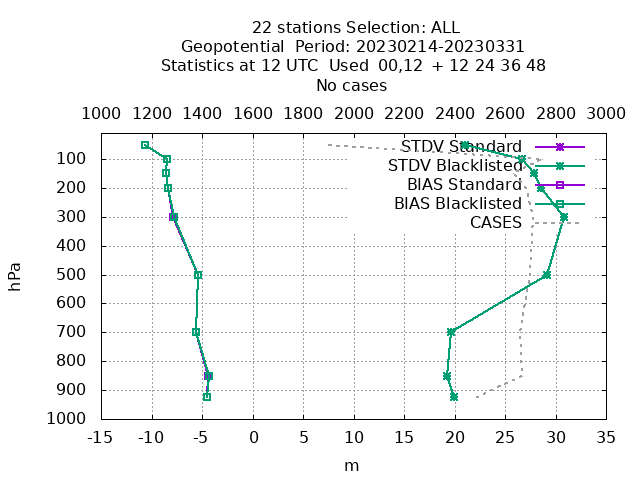 22 stations Selection: ALL
Geopotential  Period: 20230214-20230331
Statistics at 12 UTC  Used  00,12  + 12 24 36 48
No cases
1000 1200 1400 1600 1800 2000 2200 2400 2600 2800 3000
STDV Standard
100
STDV Blacklisted
BIAS Standard
200
BIAS Blacklisted
300
CASES
400
500
600
700
800
900
1000
hPa
-15 -10 -5 0 5 10 15 20 25 30 35
m